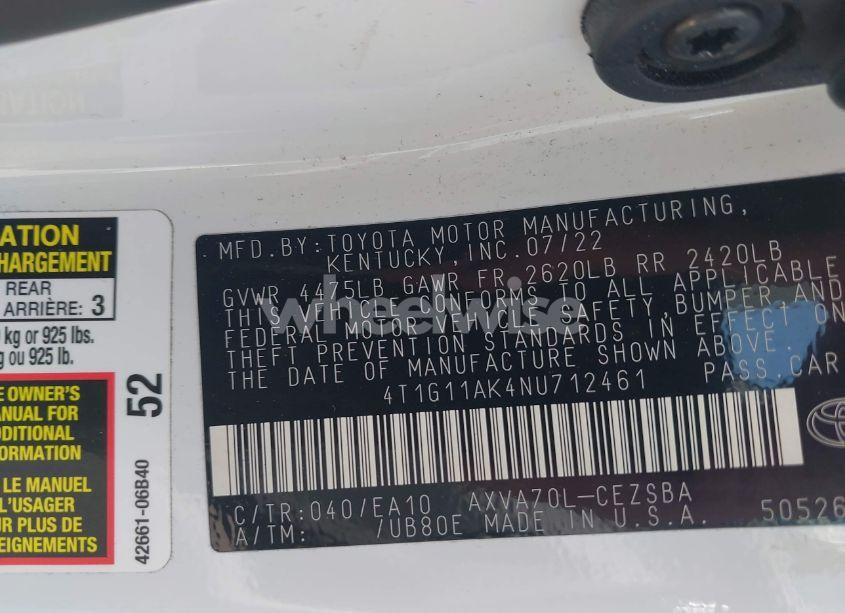 MFD.BY:TOYOTA MOTOR MANUFACTURING,
KENTUCKY,INC.07/22
GVWR 4475LB GAWR FR 2620LB RR 2420LB
THIS VEHICLE CONFORMS TO ALL APPLICABLE
FEDERAL MOTOR VEHICLE SAFETY,BUMPER AND
THEFT PREVENTION STANDARDS IN EFFECT ON
THE DATE OF MANUFACTURE SHOWN ABOVE.
4T1G11AK4NU712461 PASS.CAR
C/TR:040/EA10 AXVA70L-CEZSBA
A/TM: /UB80E MADE IN U.S.A. 50526
wheelwise
ATION
CHARGEMENT
REAR
ARRIÈRE: 3
kg or 925 lbs.
g ou 925 lb.
E OWNER'S
ANUAL FOR
DDITIONAL
FORMATION
LE MANUEL
L'USAGER
UR PLUS DE
EIGNEMENTS
52
42661-06B40